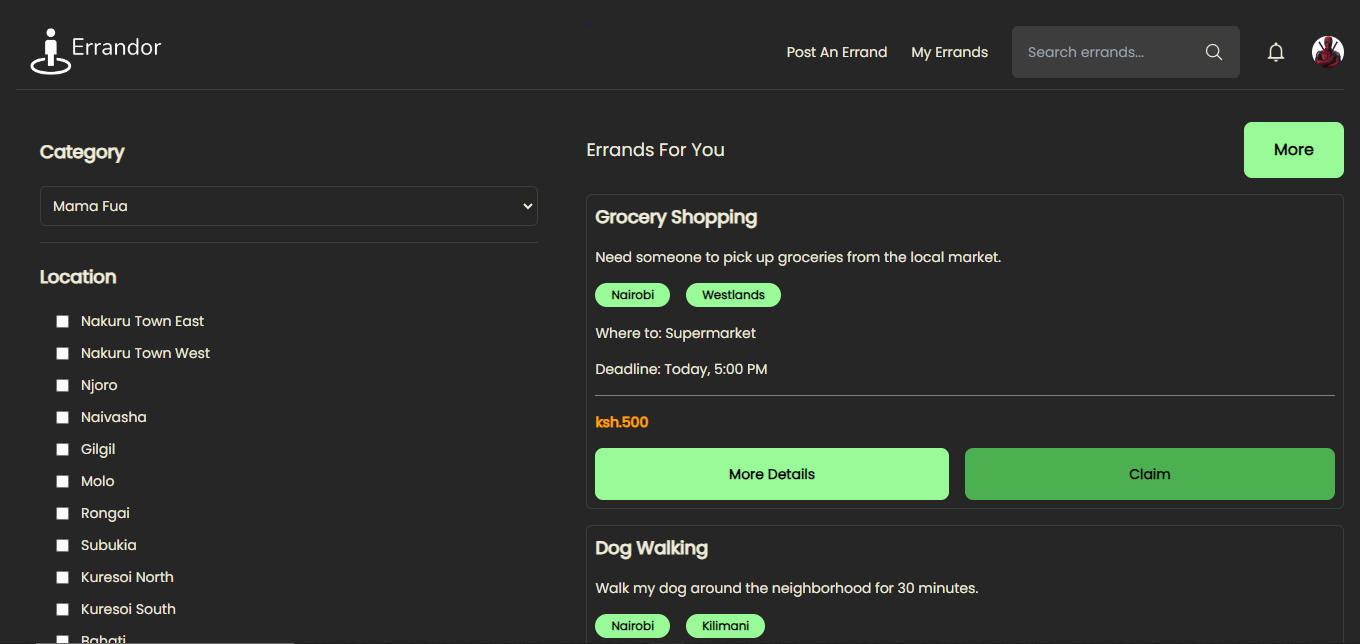 Errandor
Post An Errand
My Errands
Search errands...
Category
Mama Fua
Location
Nakuru Town East
Nakuru Town West
Njoro
Naivasha
Gilgil
Molo
Rongai
Subukia
Kuresoi North
Kuresoi South
Bahati
Errands For You
More
Grocery Shopping
Need someone to pick up groceries from the local market.
Nairobi Westlands
Where to: Supermarket
Deadline: Today, 5:00 PM
ksh.500
More Details Claim
Dog Walking
Walk my dog around the neighborhood for 30 minutes.
Nairobi Kilimani